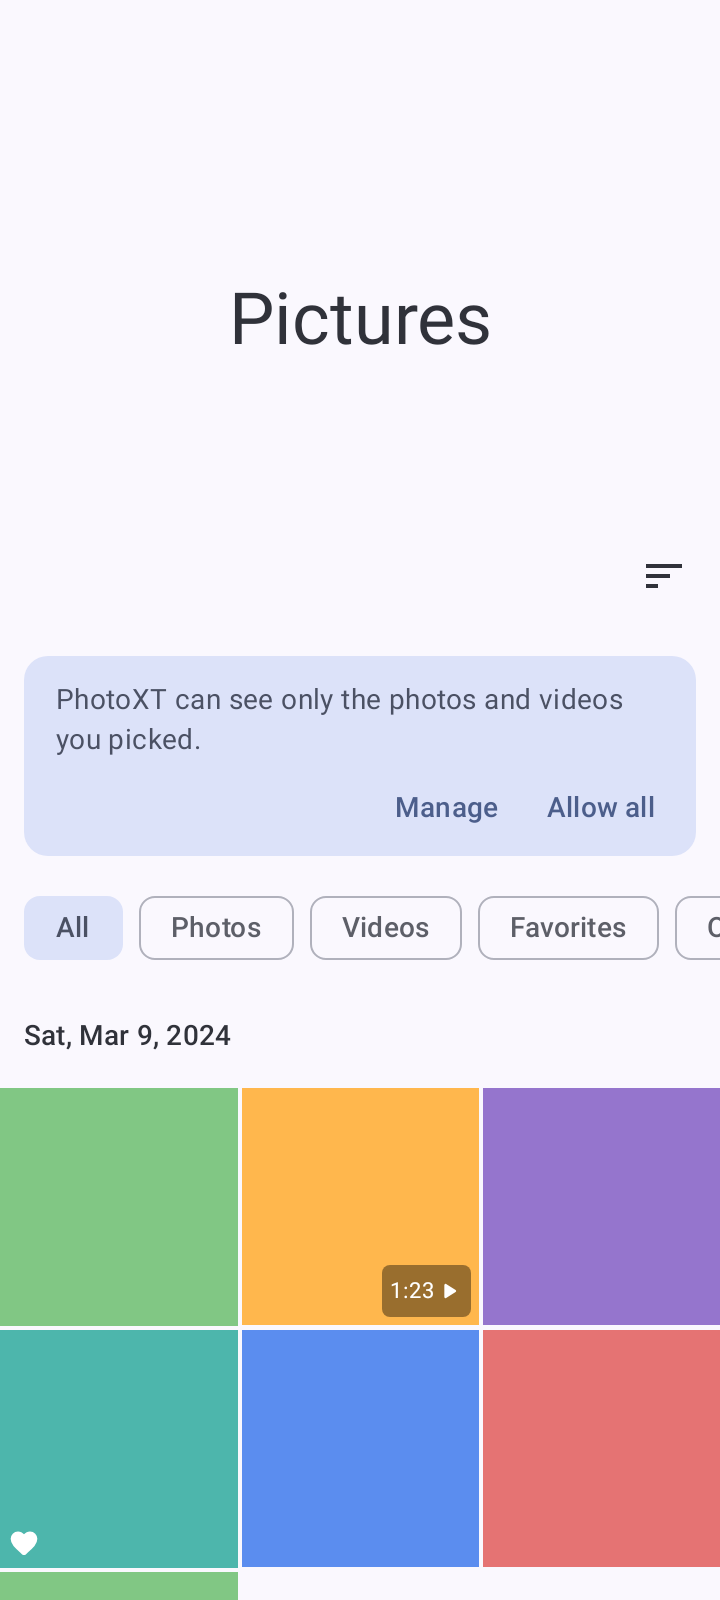 Pictures
PhotoXT can see only the photos and videos
you picked.
Manage Allow all
All Photos Videos Favorites
Sat, Mar 9, 2024
1:23